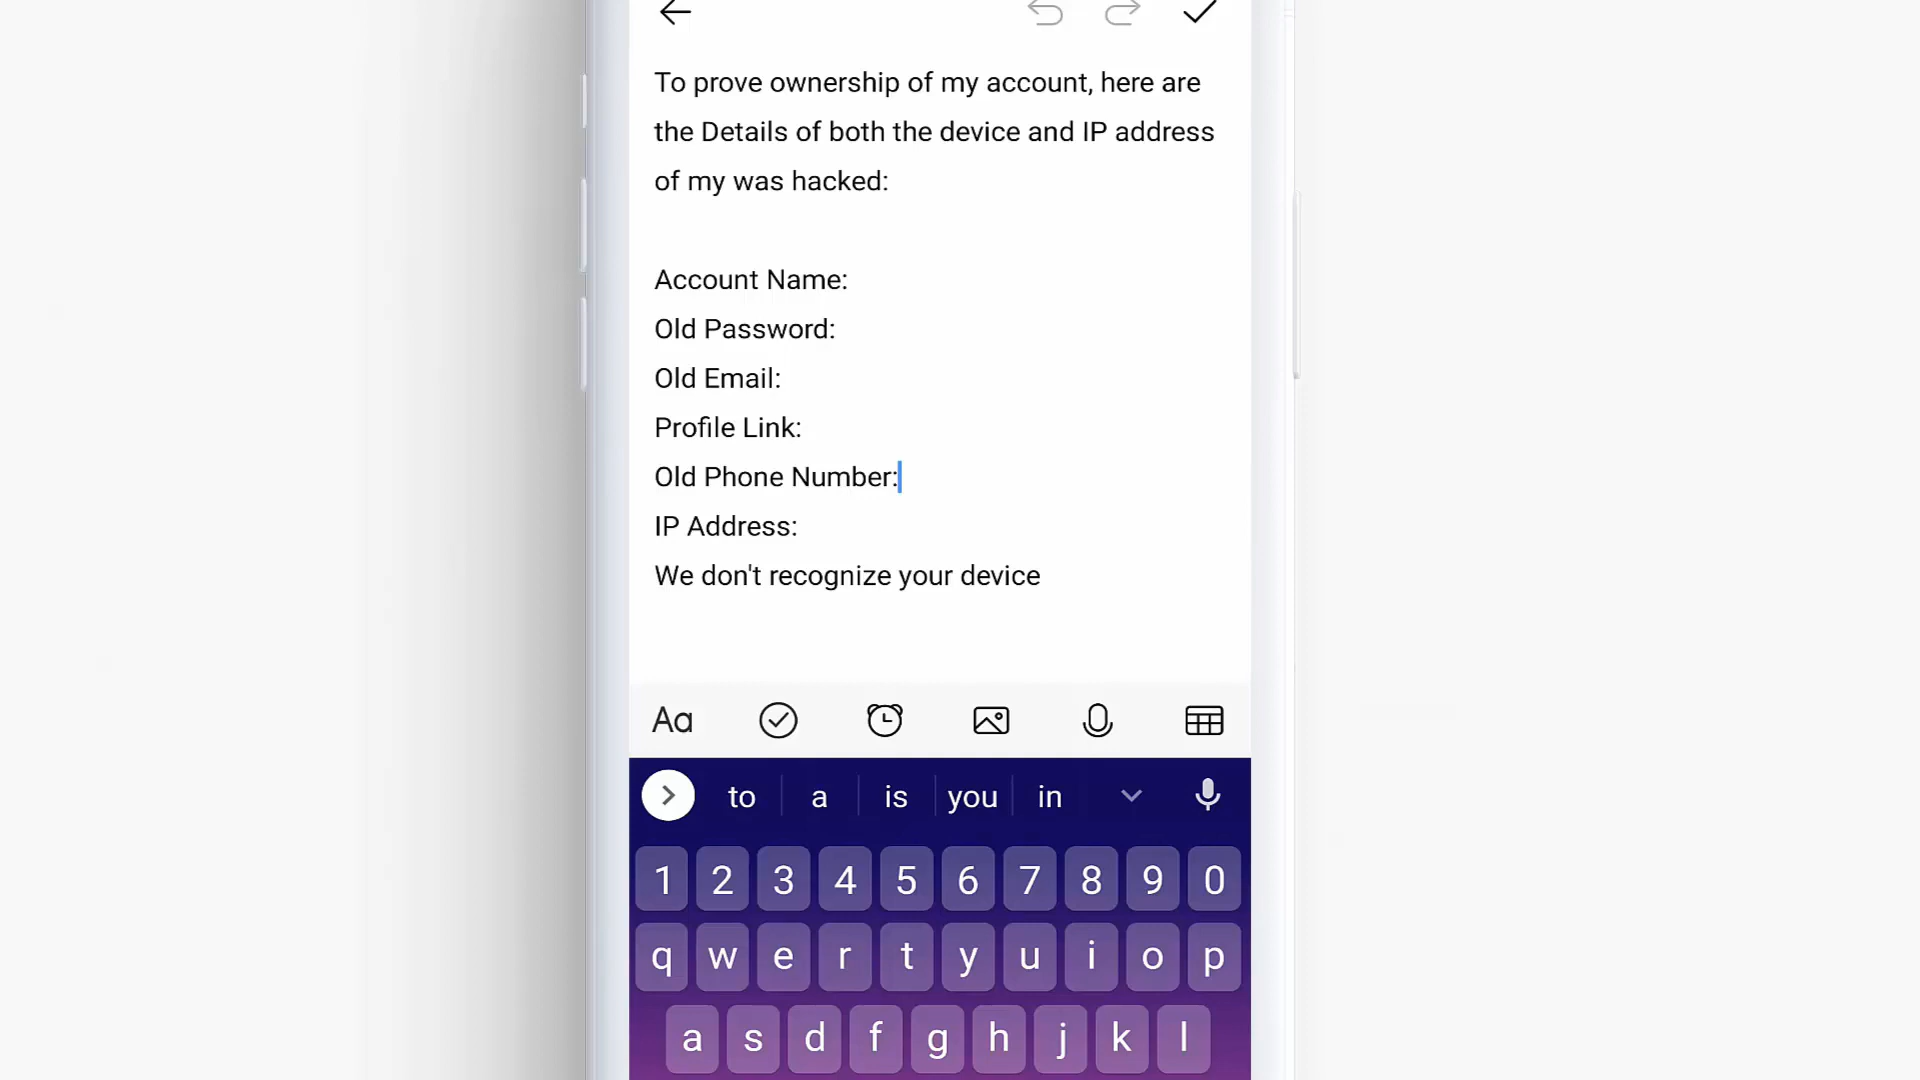 To prove ownership of my account, here are
the Details of both the device and IP address
of my was hacked:
Account Name:
Old Password:
Old Email:
Profile Link:
Old Phone Number:
IP Address:
We don't recognize your device
Aa
to a is you in
1 2 3 4 5 6 7 8 9 0
q w e r t y u i o p
a s d f g h j k l